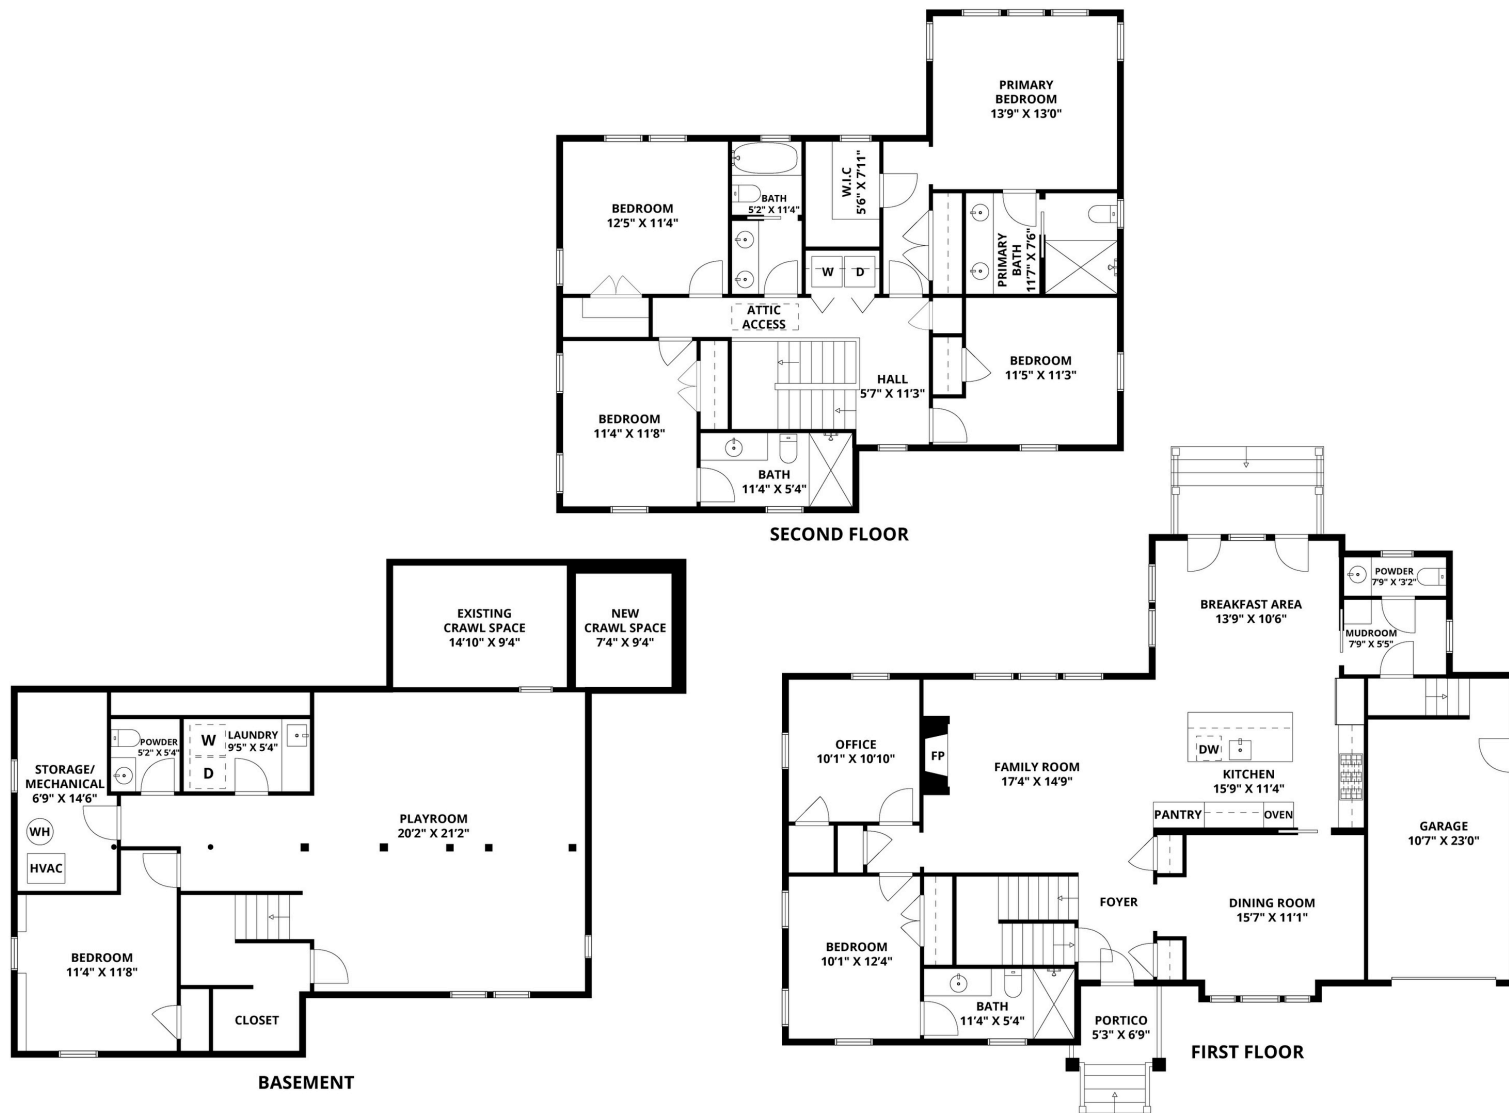 PRIMARY
BEDROOM
13'9" X 13'0"
BEDROOM
12'5" X 11'4"
BATH
5'2" X 11'4"
W.I.C
5'6" X 7'11"
PRIMARY
BATH
11'7" X 7'6"
W
D
ATTIC
ACCESS
HALL
5'7" X 11'3"
BEDROOM
11'5" X 11'3"
BEDROOM
11'4" X 11'8"
BATH
11'4" X 5'4"
SECOND FLOOR
EXISTING
CRAWL SPACE
14'10" X 9'4"
NEW
CRAWL SPACE
7'4" X 9'4"
STORAGE/
MECHANICAL
6'9" X 14'6"
POWDER
5'2" X 5'4"
W
D
LAUNDRY
9'5" X 5'4"
PLAYROOM
20'2" X 21'2"
WH
HVAC
BEDROOM
11'4" X 11'8"
CLOSET
BASEMENT
BREAKFAST AREA
13'9" X 10'6"
POWDER
7'9" X '3'2"
MUDROOM
7'9" X 5'5"
OFFICE
10'1" X 10'10"
FP
FAMILY ROOM
17'4" X 14'9"
DW
KITCHEN
15'9" X 11'4"
PANTRY
OVEN
GARAGE
10'7" X 23'0"
FOYER
DINING ROOM
15'7" X 11'1"
BEDROOM
10'1" X 12'4"
BATH
11'4" X 5'4"
PORTICO
5'3" X 6'9"
FIRST FLOOR